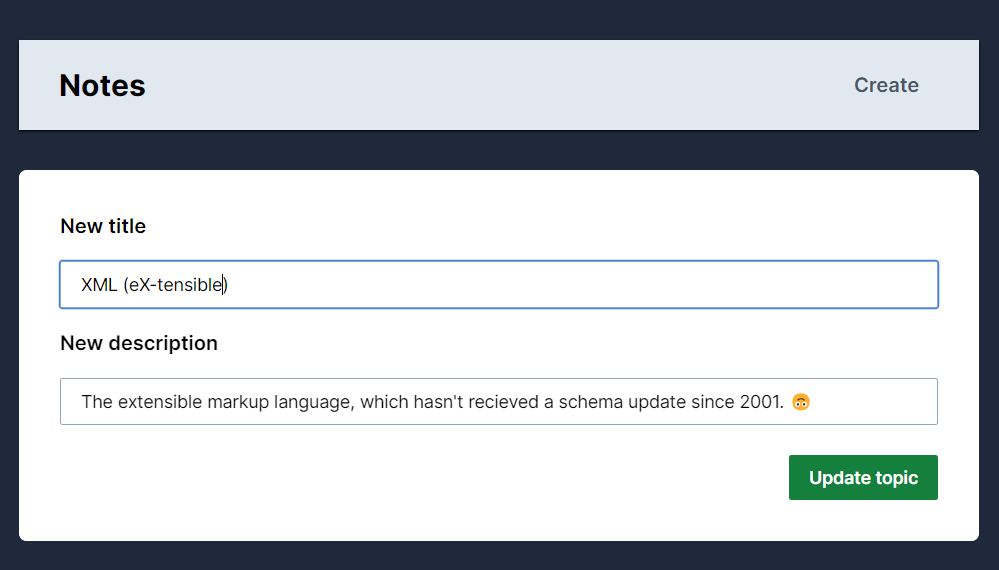 Notes
Create
New title
XML (eX-tensible)
New description
The extensible markup language, which hasn't recieved a schema update since 2001. 🙃
Update topic